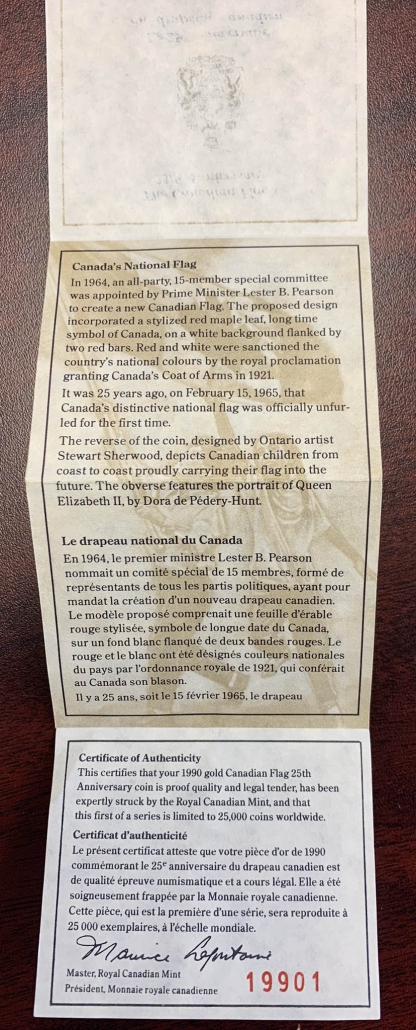 Canada's National Flag
In 1964, an all-party, 15-member special committee
was appointed by Prime Minister Lester B. Pearson
to create a new Canadian Flag. The proposed design
incorporated a stylized red maple leaf, long time
symbol of Canada, on a white background flanked by
two red bars. Red and white were sanctioned the
country's national colours by the royal proclamation
granting Canada's Coat of Arms in 1921.
It was 25 years ago, on February 15, 1965, that
Canada's distinctive national flag was officially unfur-
led for the first time.
The reverse of the coin, designed by Ontario artist
Stewart Sherwood, depicts Canadian children from
coast to coast proudly carrying their flag into the
future. The obverse features the portrait of Queen
Elizabeth II, by Dora de Pédery-Hunt.
Le drapeau national du Canada
En 1964, le premier ministre Lester B. Pearson
nommait un comité spécial de 15 membres, formé de
représentants de tous les partis politiques, ayant pour
mandat la création d'un nouveau drapeau canadien.
Le modèle proposé comprenait une feuille d'érable
rouge stylisée, symbole de longue date du Canada,
sur un fond blanc flanqué de deux bandes rouges. Le
rouge et le blanc ont été désignés couleurs nationales
du pays par l'ordonnance royale de 1921, qui conférait
au Canada son blason.
Il y a 25 ans, soit le 15 février 1965, le drapeau
Certificate of Authenticity
This certifies that your 1990 gold Canadian Flag 25th
Anniversary coin is proof quality and legal tender, has been
expertly struck by the Royal Canadian Mint, and that
this first of a series is limited to 25,000 coins worldwide.
Certificat d'authenticité
Le présent certificat atteste que votre pièce d'or de 1990
commémorant le 25e anniversaire du drapeau canadien est
de qualité épreuve numismatique et a cours légal. Elle a été
soigneusement frappée par la Monnaie royale canadienne.
Cette pièce, qui est la première d'une série, sera reproduite à
25 000 exemplaires, à l'échelle mondiale.
Maurice Lafontaine
Master, Royal Canadian Mint
Président, Monnaie royale canadienne
19901